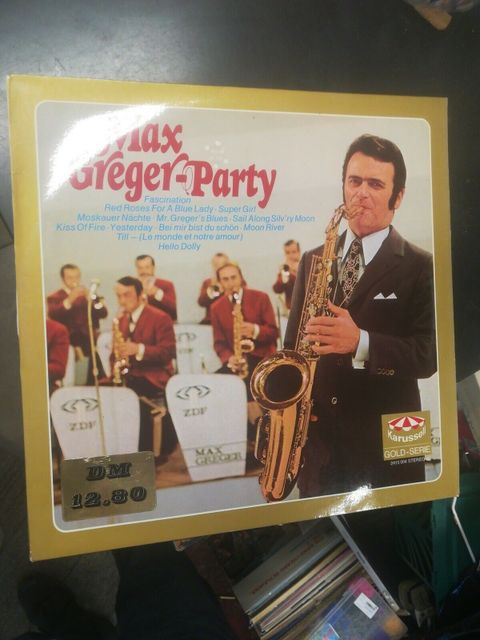 Max
Greger-Party
Fascination
Red Roses For A Blue Lady · Super Girl
Moskauer Nächte · Mr. Greger's Blues · Sail Along Silv'ry Moon
Kiss Of Fire · Yesterday · Bei mir bist du schön · Moon River
Till – (Le monde et notre amour)
Hello Dolly
ZDF
ZDF
MAX
GREGER
DM
12.80
Karussell
GOLD-SERIE